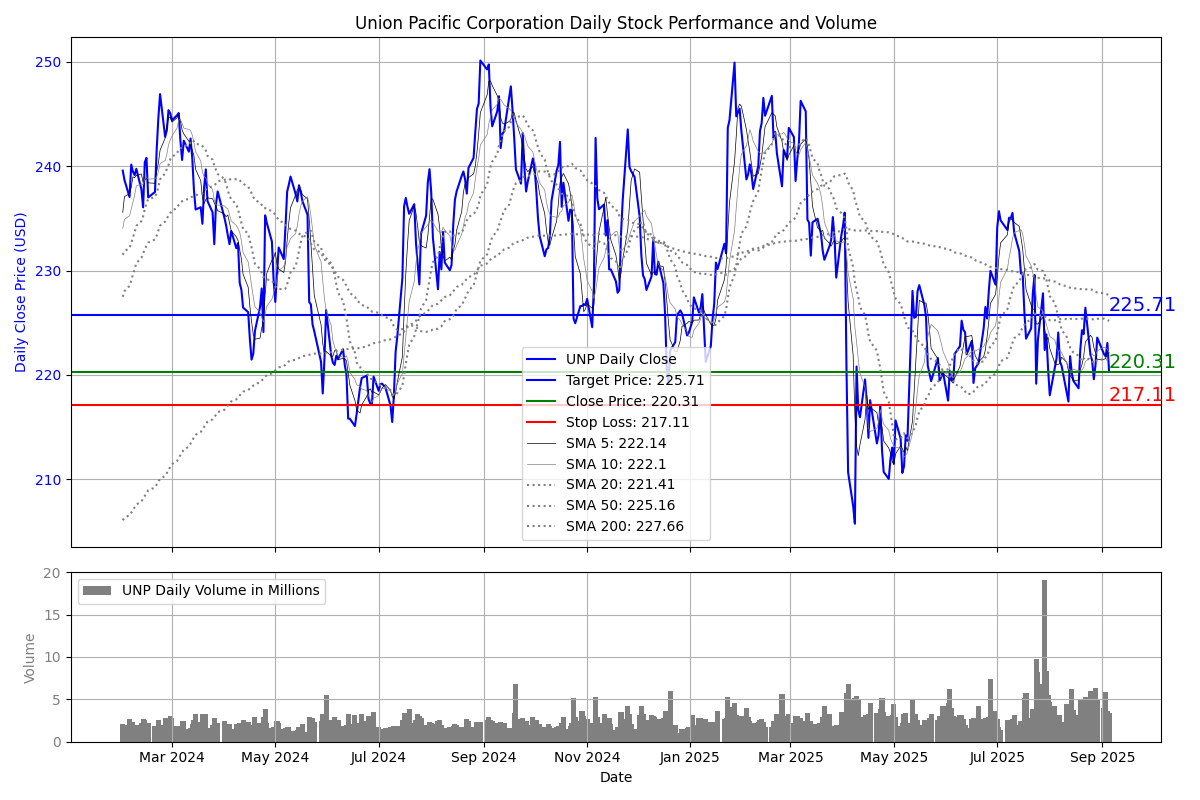 Union Pacific Corporation Daily Stock Performance and Volume
Daily Close Price (USD)
250
240
230
220
210
225.71
220.31
217.11
UNP Daily Close
Target Price: 225.71
Close Price: 220.31
Stop Loss: 217.11
SMA 5: 222.14
SMA 10: 222.1
SMA 20: 221.41
SMA 50: 225.16
SMA 200: 227.66
Volume
20
15
10
5
0
UNP Daily Volume in Millions
Mar 2024 May 2024 Jul 2024 Sep 2024 Nov 2024 Jan 2025 Mar 2025 May 2025 Jul 2025 Sep 2025
Date